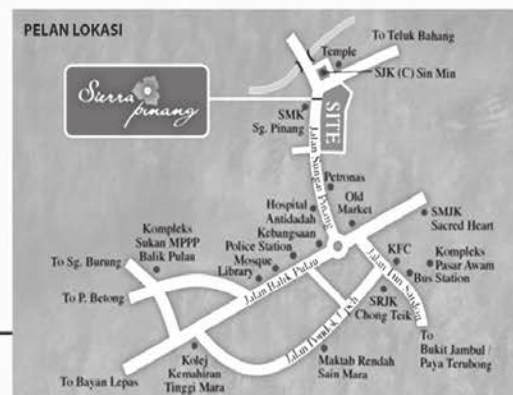 PELAN LOKASI
To Teluk Bahang
Temple
SJK (C) Sin Min
Sierra
pinang
SMK
Sg. Pinang
SITE
Jalan Sungai Pinang
Petronas
Old
Market
Hospital
Antidadah
Kebangsaan
SMJK
Sacred Heart
Kompleks
Sukan MPPP
Balik Pulau
Police Station
Mosque
Library
KFC
Kompleks
Pasar Awam
Bus Station
To Sg. Burung
Jalan Balik Pulau
Jalan Tun Sardon
To P. Betong
SRJK
Chong Teik
Jalan Pondok Upeh
To
Bukit Jambul /
Paya Terubong
Kolej
Kemahiran
Tinggi Mara
Maktab Rendah
Sain Mara
To Bayan Lepas